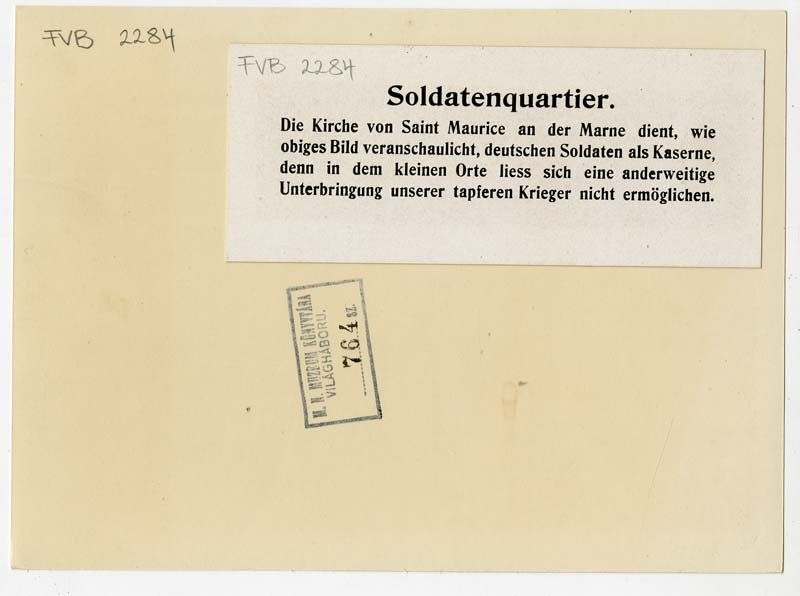 FVB 2284
FVB 2284
Soldatenquartier.
Die Kirche von Saint Maurice an der Marne dient, wie
obiges Bild veranschaulicht, deutschen Soldaten als Kaserne,
denn in dem kleinen Orte liess sich eine anderweitige
Unterbringung unserer tapferen Krieger nicht ermöglichen.
M. N. MUZEUM KÖNYVTÁRA
VILÁGHÁBORU.
764 sz.